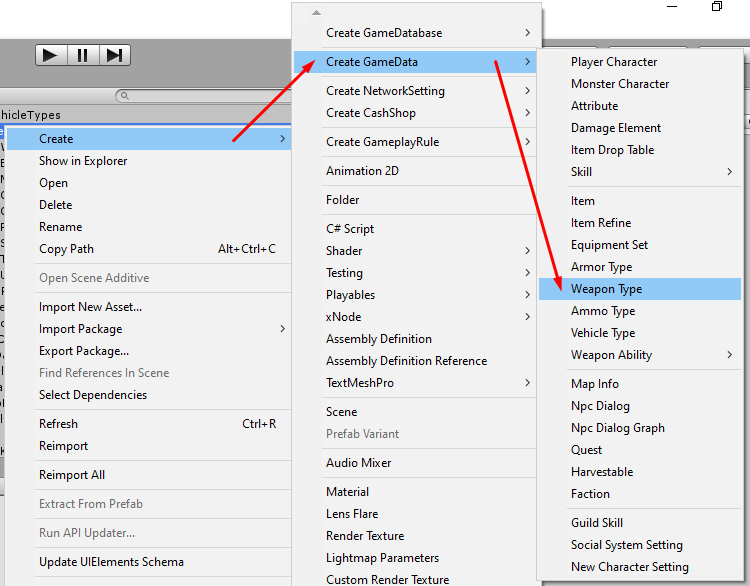 hicleTypes
Create
Show in Explorer
Open
Delete
Rename
Copy Path Alt+Ctrl+C
Open Scene Additive
Import New Asset...
Import Package
Export Package...
Find References In Scene
Select Dependencies
Refresh Ctrl+R
Reimport
Reimport All
Extract From Prefab
Run API Updater...
Update UIElements Schema
Create GameDatabase
Create GameData
Create NetworkSetting
Create CashShop
Create GameplayRule
Animation 2D
Folder
C# Script
Shader
Testing
Playables
xNode
Assembly Definition
Assembly Definition Reference
TextMeshPro
Scene
Prefab Variant
Audio Mixer
Material
Lens Flare
Render Texture
Lightmap Parameters
Custom Render Texture
Player Character
Monster Character
Attribute
Damage Element
Item Drop Table
Skill
Item
Item Refine
Equipment Set
Armor Type
Weapon Type
Ammo Type
Vehicle Type
Weapon Ability
Map Info
Npc Dialog
Npc Dialog Graph
Quest
Harvestable
Faction
Guild Skill
Social System Setting
New Character Setting